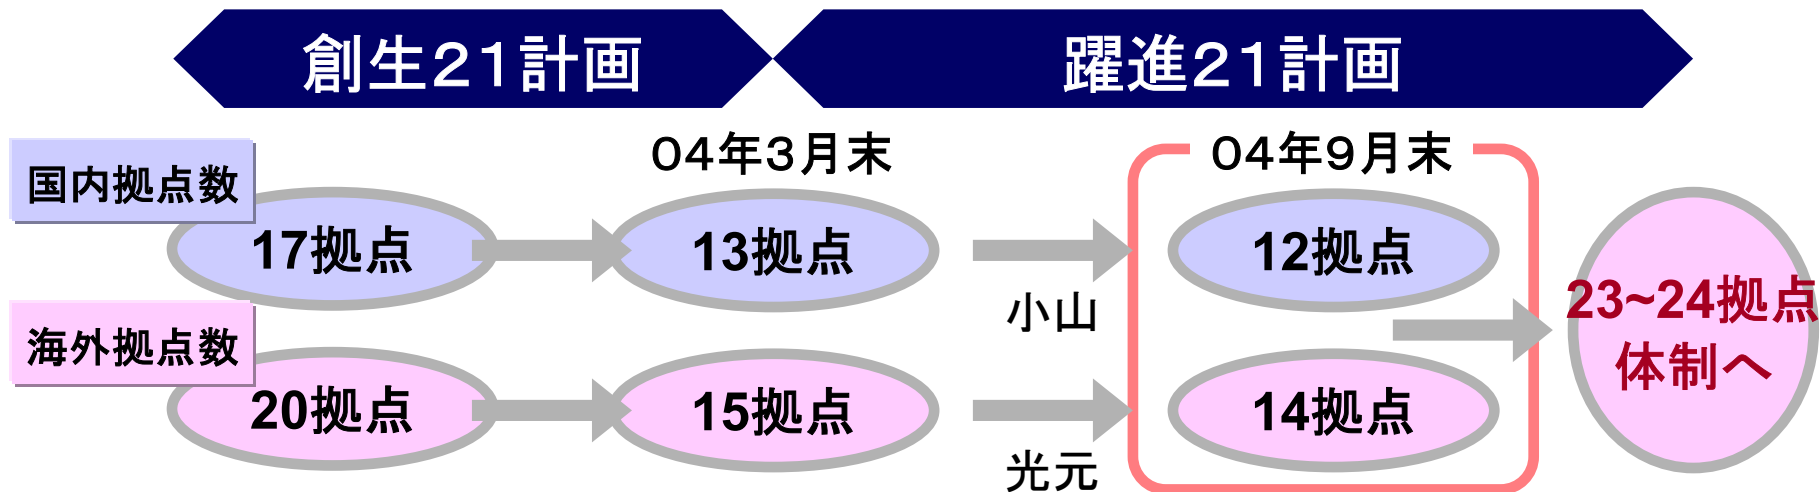 創生２１計画
躍進２１計画
０４年３月末
０４年９月末
国内拠点数
17拠点
13拠点
12拠点
小山
23~24拠点
体制へ
海外拠点数
20拠点
15拠点
14拠点
光元